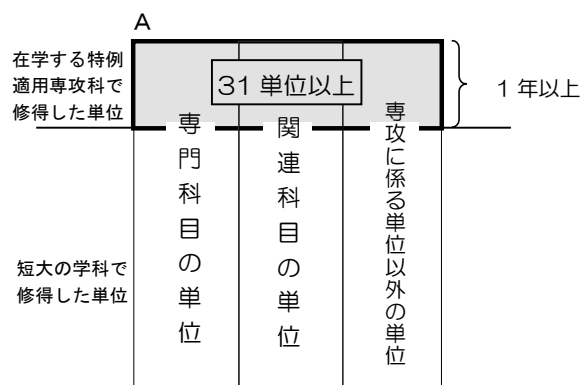 A
在学する特例
適用専攻科で
修得した単位
31 単位以上
1 年以上
専門科目の単位
関連科目の単位
専攻に係る単位以外の単位
短大の学科で
修得した単位